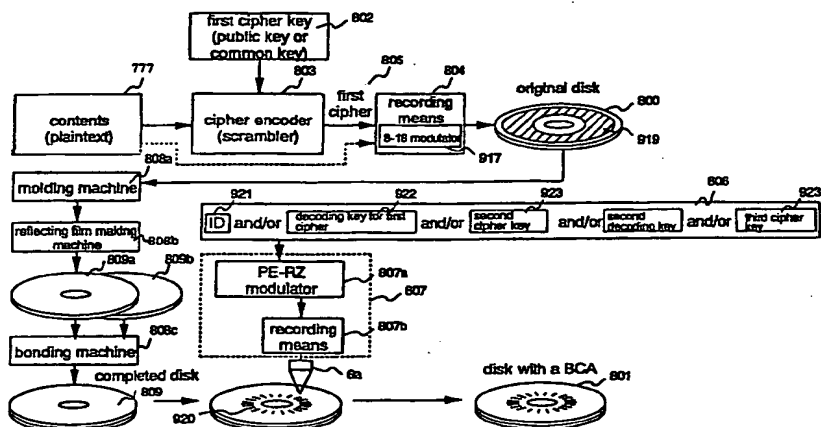 first cipher key
(public key or
common key)
802
777
803
805
804
contents
(plaintext)
cipher encoder
(scrambler)
first
cipher
recording
means
8-16 modulator
917
original disk
800
919
808a
molding machine
921
922
923
806
923
ID and/or decoding key for first cipher and/or second cipher key and/or second decoding key and/or third cipher key
reflecting film making
machine
808b
809a
809b
PE-RZ
modulator
807a
807
recording
means
807b
bonding machine
808c
completed disk
809
6a
920
disk with a BCA
801